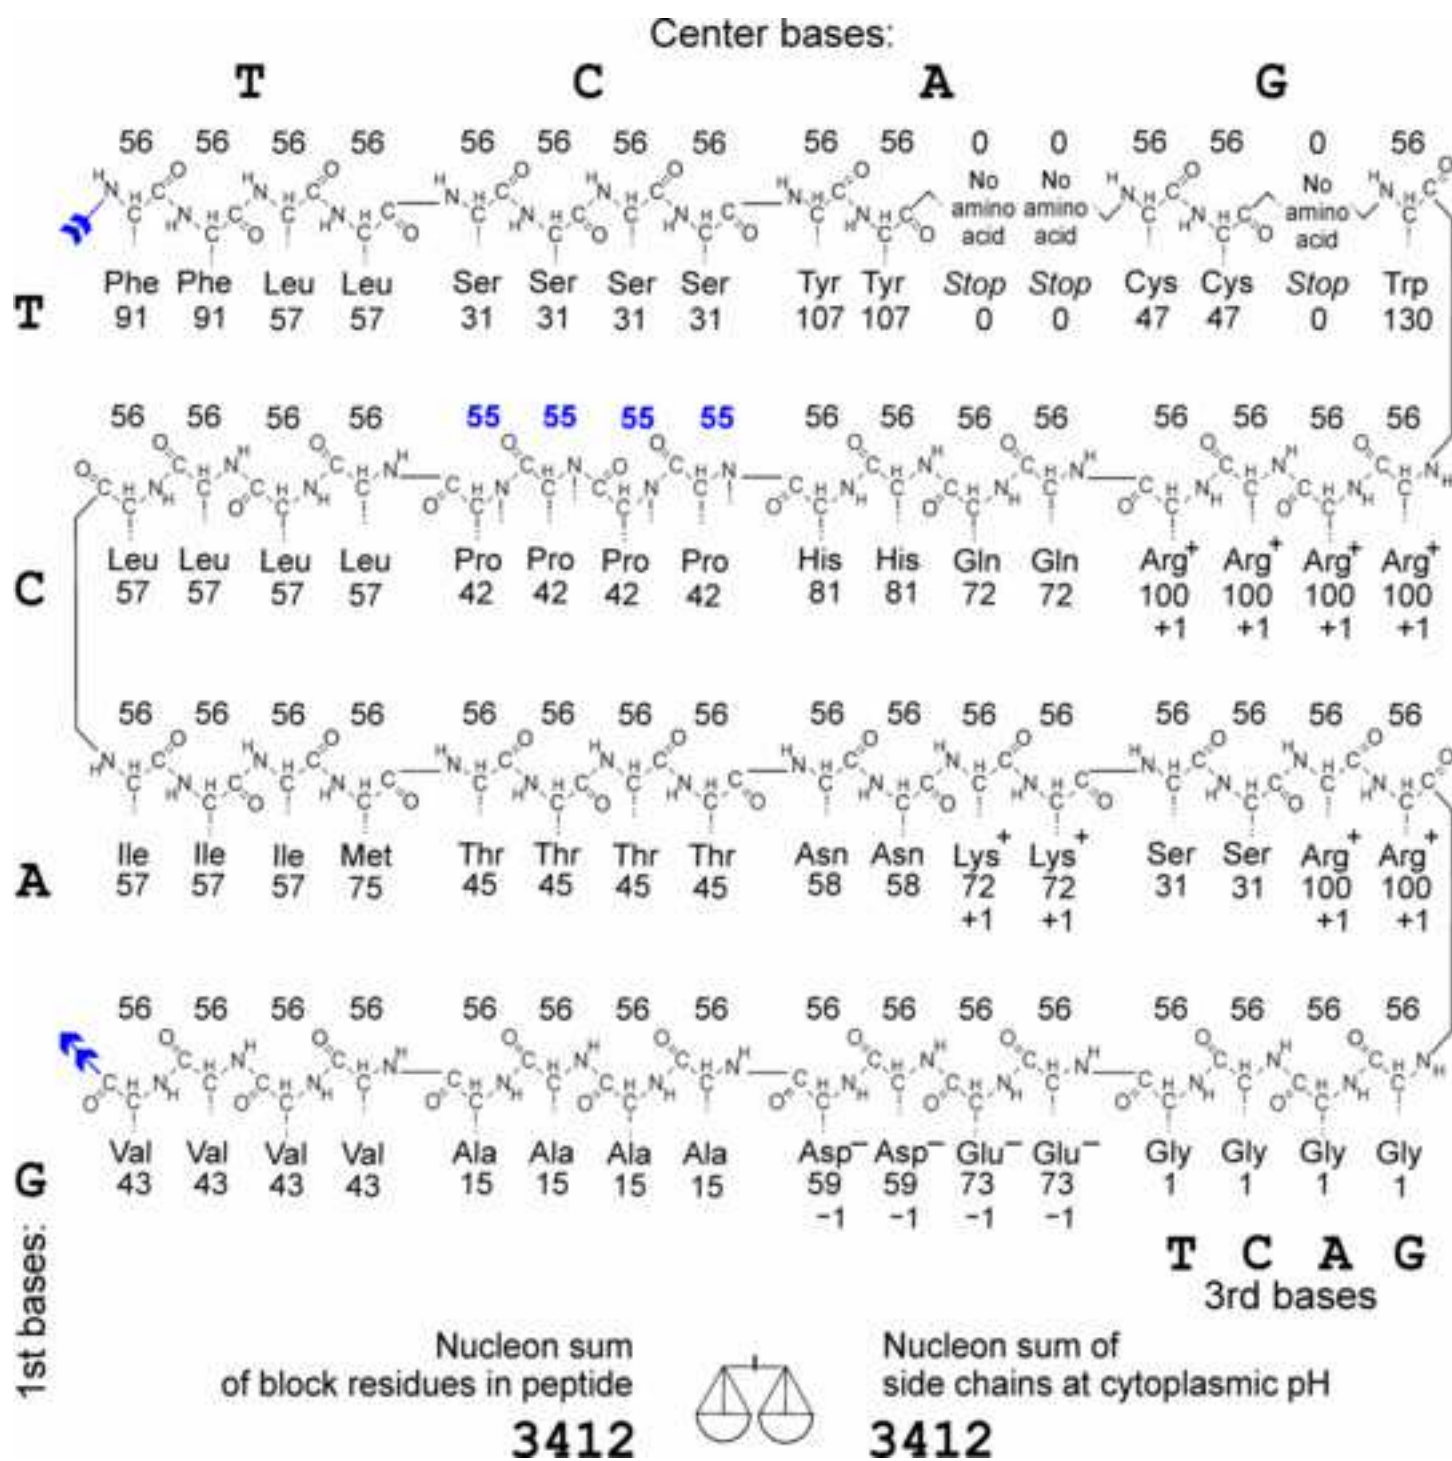 Center bases:
T C A G
56 56 56 56 56 56 56 56 56 56 0 0 56 56 0 56
No amino acid No amino acid No amino acid
Phe Phe Leu Leu Ser Ser Ser Ser Tyr Tyr Stop Stop Cys Cys Stop Trp
T 91 91 57 57 31 31 31 31 107 107 0 0 47 47 0 130
56 56 56 56 55 55 55 55 56 56 56 56 56 56 56 56
Leu Leu Leu Leu Pro Pro Pro Pro His His Gln Gln Arg+ Arg+ Arg+ Arg+
C 57 57 57 57 42 42 42 42 81 81 72 72 100 100 100 100
+1 +1 +1 +1
56 56 56 56 56 56 56 56 56 56 56 56 56 56 56 56
Ile Ile Ile Met Thr Thr Thr Thr Asn Asn Lys+ Lys+ Ser Ser Arg+ Arg+
A 57 57 57 75 45 45 45 45 58 58 72 72 31 31 100 100
+1 +1 +1 +1
56 56 56 56 56 56 56 56 56 56 56 56 56 56 56 56
Val Val Val Val Ala Ala Ala Ala Asp− Asp− Glu− Glu− Gly Gly Gly Gly
G 43 43 43 43 15 15 15 15 59 59 73 73 1 1 1 1
−1 −1 −1 −1
T C A G
3rd bases
1st bases:
Nucleon sum
of block residues in peptide
3412
Nucleon sum of
side chains at cytoplasmic pH
3412